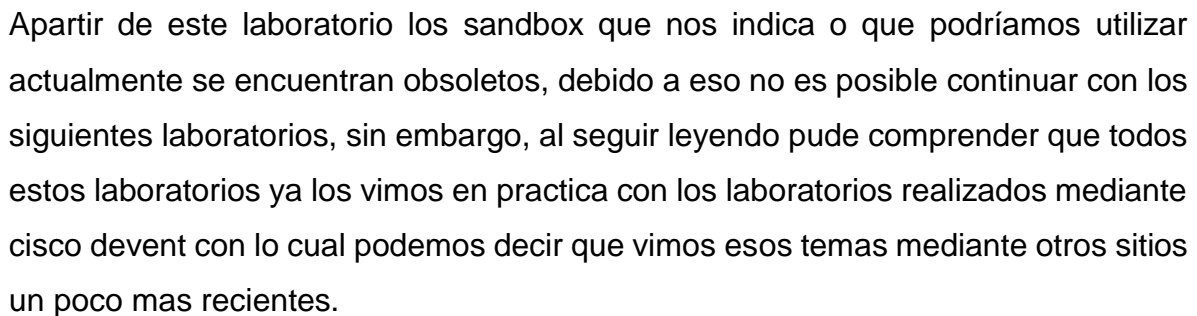 Apartir de este laboratorio los sandbox que nos indica o que podríamos utilizar
actualmente se encuentran obsoletos, debido a eso no es posible continuar con los
siguientes laboratorios, sin embargo, al seguir leyendo pude comprender que todos
estos laboratorios ya los vimos en practica con los laboratorios realizados mediante
cisco devent con lo cual podemos decir que vimos esos temas mediante otros sitios
un poco mas recientes.